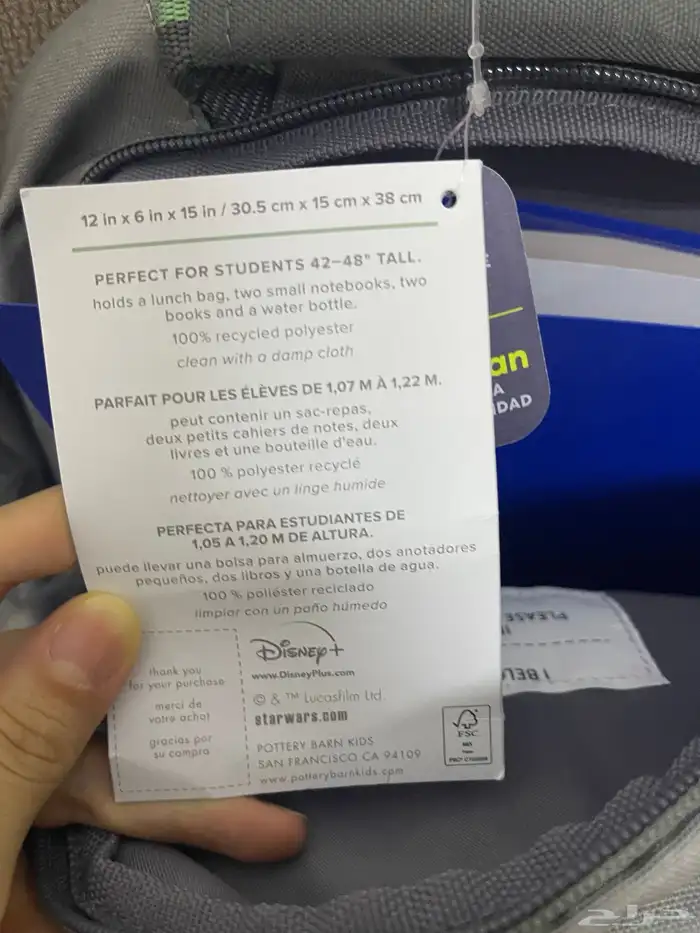 12 in x 6 in x 15 in / 30.5 cm x 15 cm x 38 cm
PERFECT FOR STUDENTS 42–48" TALL.
holds a lunch bag, two small notebooks, two
books and a water bottle.
100% recycled polyester
clean with a damp cloth
PARFAIT POUR LES ÉLÈVES DE 1,07 M À 1,22 M.
peut contenir un sac-repas,
deux petits cahiers de notes, deux
livres et une bouteille d'eau.
100 % polyester recyclé
nettoyer avec un linge humide
PERFECTA PARA ESTUDIANTES DE
1,05 A 1,20 M DE ALTURA.
puede llevar una bolsa para almuerzo, dos anotadores
pequeños, dos libros y una botella de agua.
100 % poliéster reciclado
limpiar con un paño húmedo
thank you
for your purchase
merci de
votre achat
gracias por
su compra
Disney+
www.DisneyPlus.com
© & ™ Lucasfilm Ltd.
starwars.com
POTTERY BARN KIDS
SAN FRANCISCO CA 94109
www.potterybarnkids.com
FSC
E
an
A
IDAD
PLEASE
I BELO
حراج